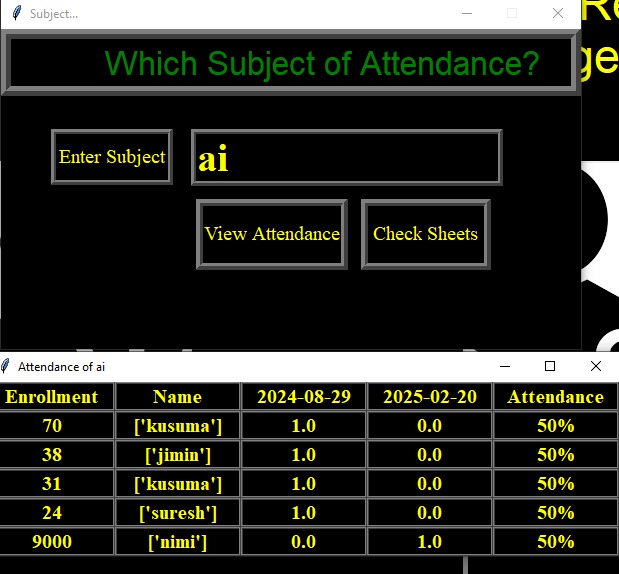 Subject...
Which Subject of Attendance?
Enter Subject ai
View Attendance Check Sheets
Attendance of ai
Enrollment Name 2024-08-29 2025-02-20 Attendance
70 ['kusuma'] 1.0 0.0 50%
38 ['jimin'] 1.0 0.0 50%
31 ['kusuma'] 1.0 0.0 50%
24 ['suresh'] 1.0 0.0 50%
9000 ['nimi'] 0.0 1.0 50%